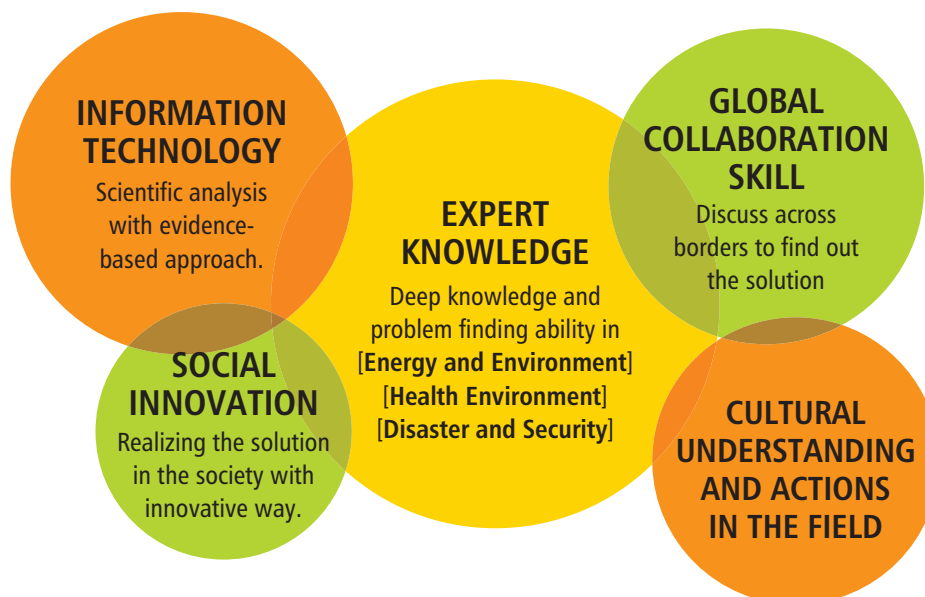 INFORMATION
TECHNOLOGY
Scientific analysis
with evidence-
based approach.
SOCIAL
INNOVATION
Realizing the solution
in the society with
innovative way.
EXPERT
KNOWLEDGE
Deep knowledge and
problem finding ability in
[Energy and Environment]
[Health Environment]
[Disaster and Security]
GLOBAL
COLLABORATION
SKILL
Discuss across
borders to find out
the solution
CULTURAL
UNDERSTANDING
AND ACTIONS
IN THE FIELD